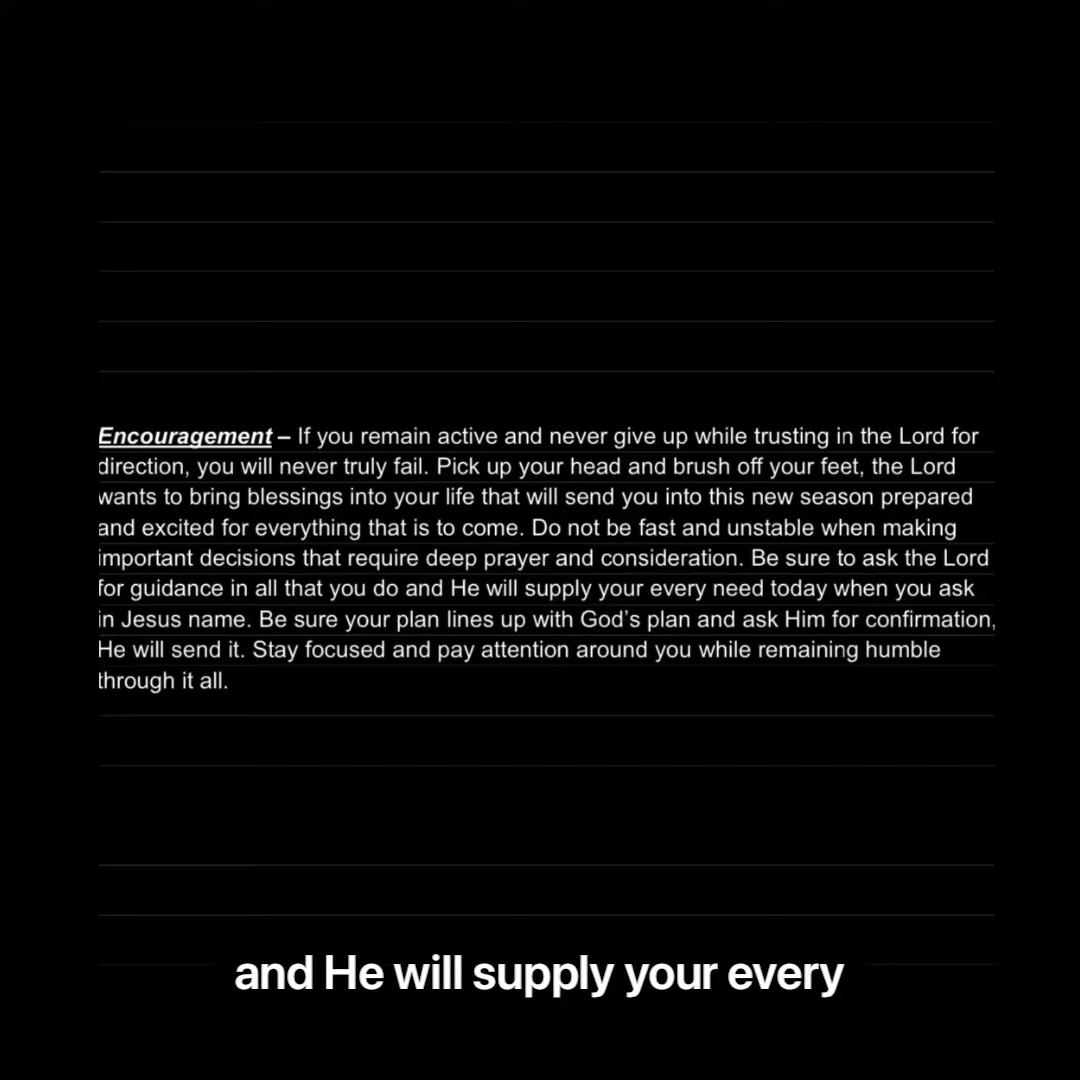 Encouragement – If you remain active and never give up while trusting in the Lord for
direction, you will never truly fail. Pick up your head and brush off your feet, the Lord
wants to bring blessings into your life that will send you into this new season prepared
and excited for everything that is to come. Do not be fast and unstable when making
important decisions that require deep prayer and consideration. Be sure to ask the Lord
for guidance in all that you do and He will supply your every need today when you ask
in Jesus name. Be sure your plan lines up with God’s plan and ask Him for confirmation,
He will send it. Stay focused and pay attention around you while remaining humble
through it all.
and He will supply your every